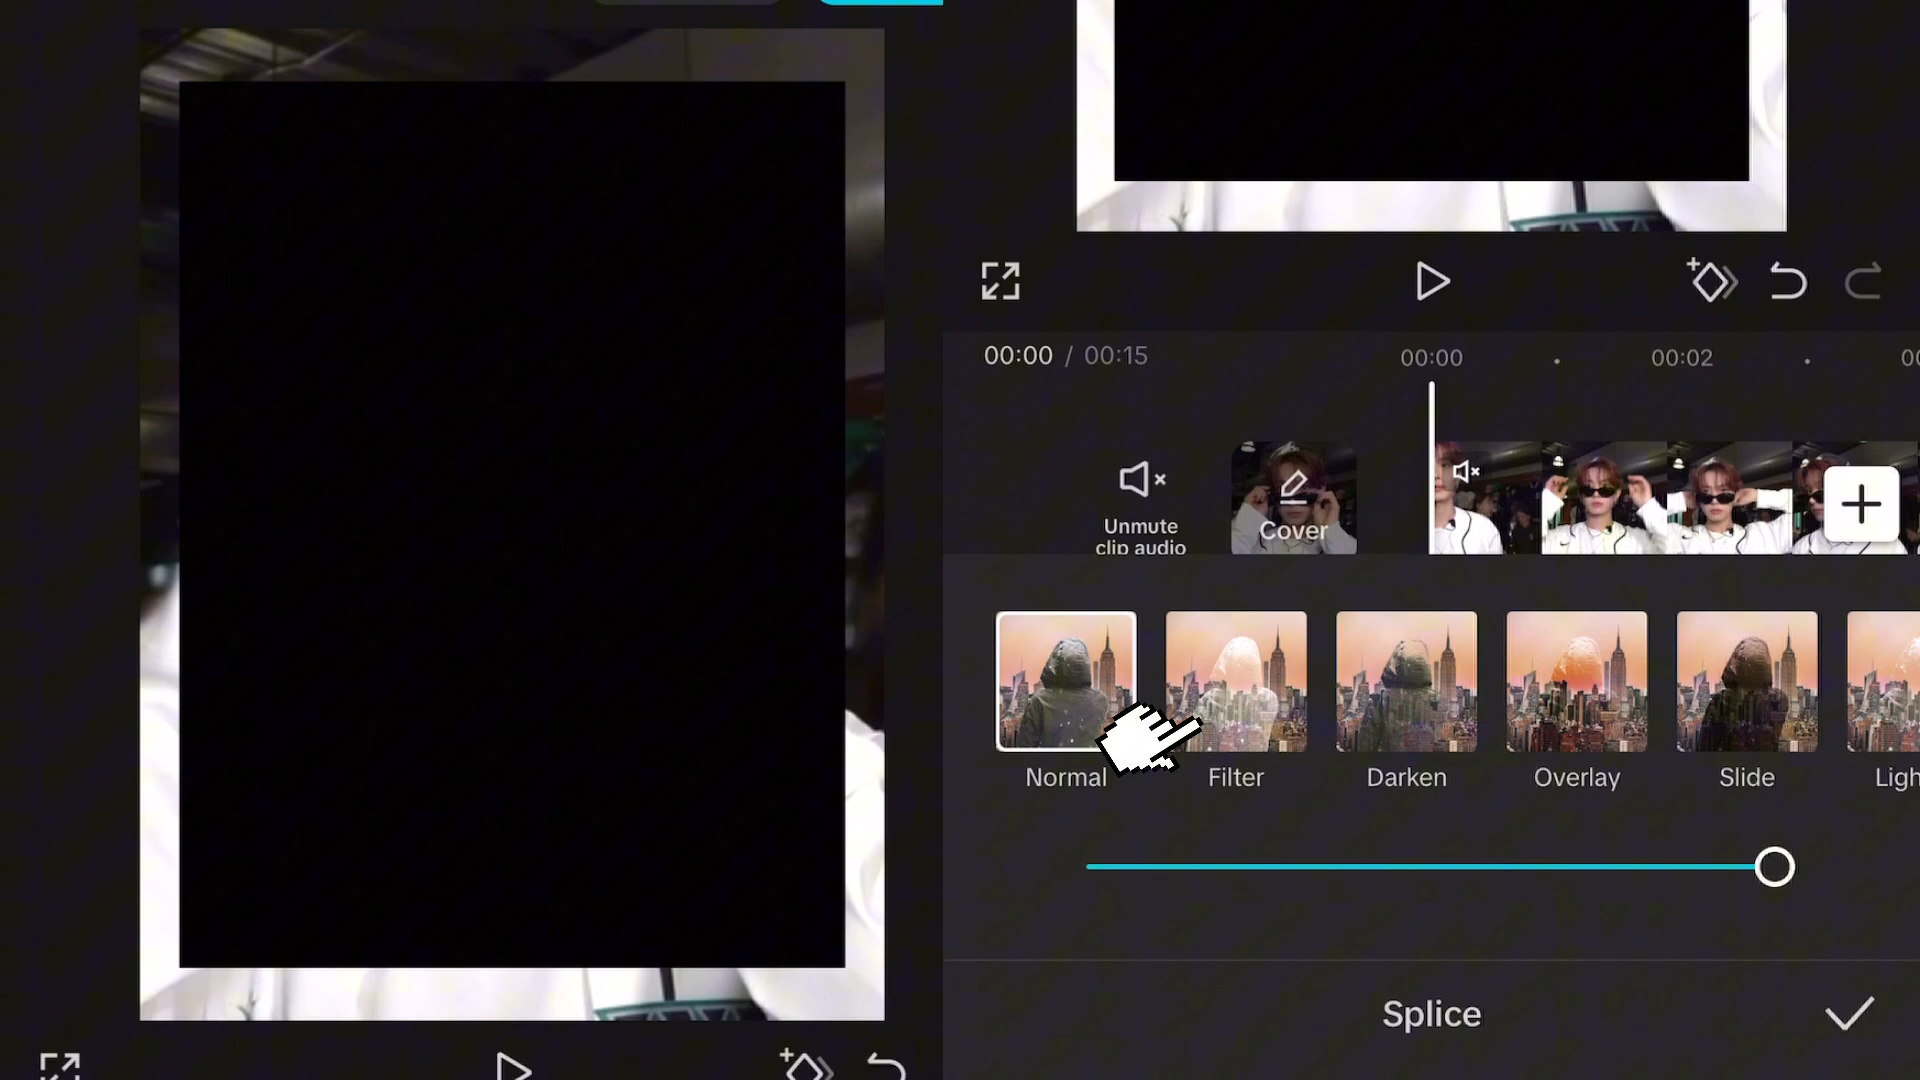 00:00 / 00:15
00:00
00:02
Unmute
clip audio
Cover
Normal
Filter
Darken
Overlay
Slide
Splice